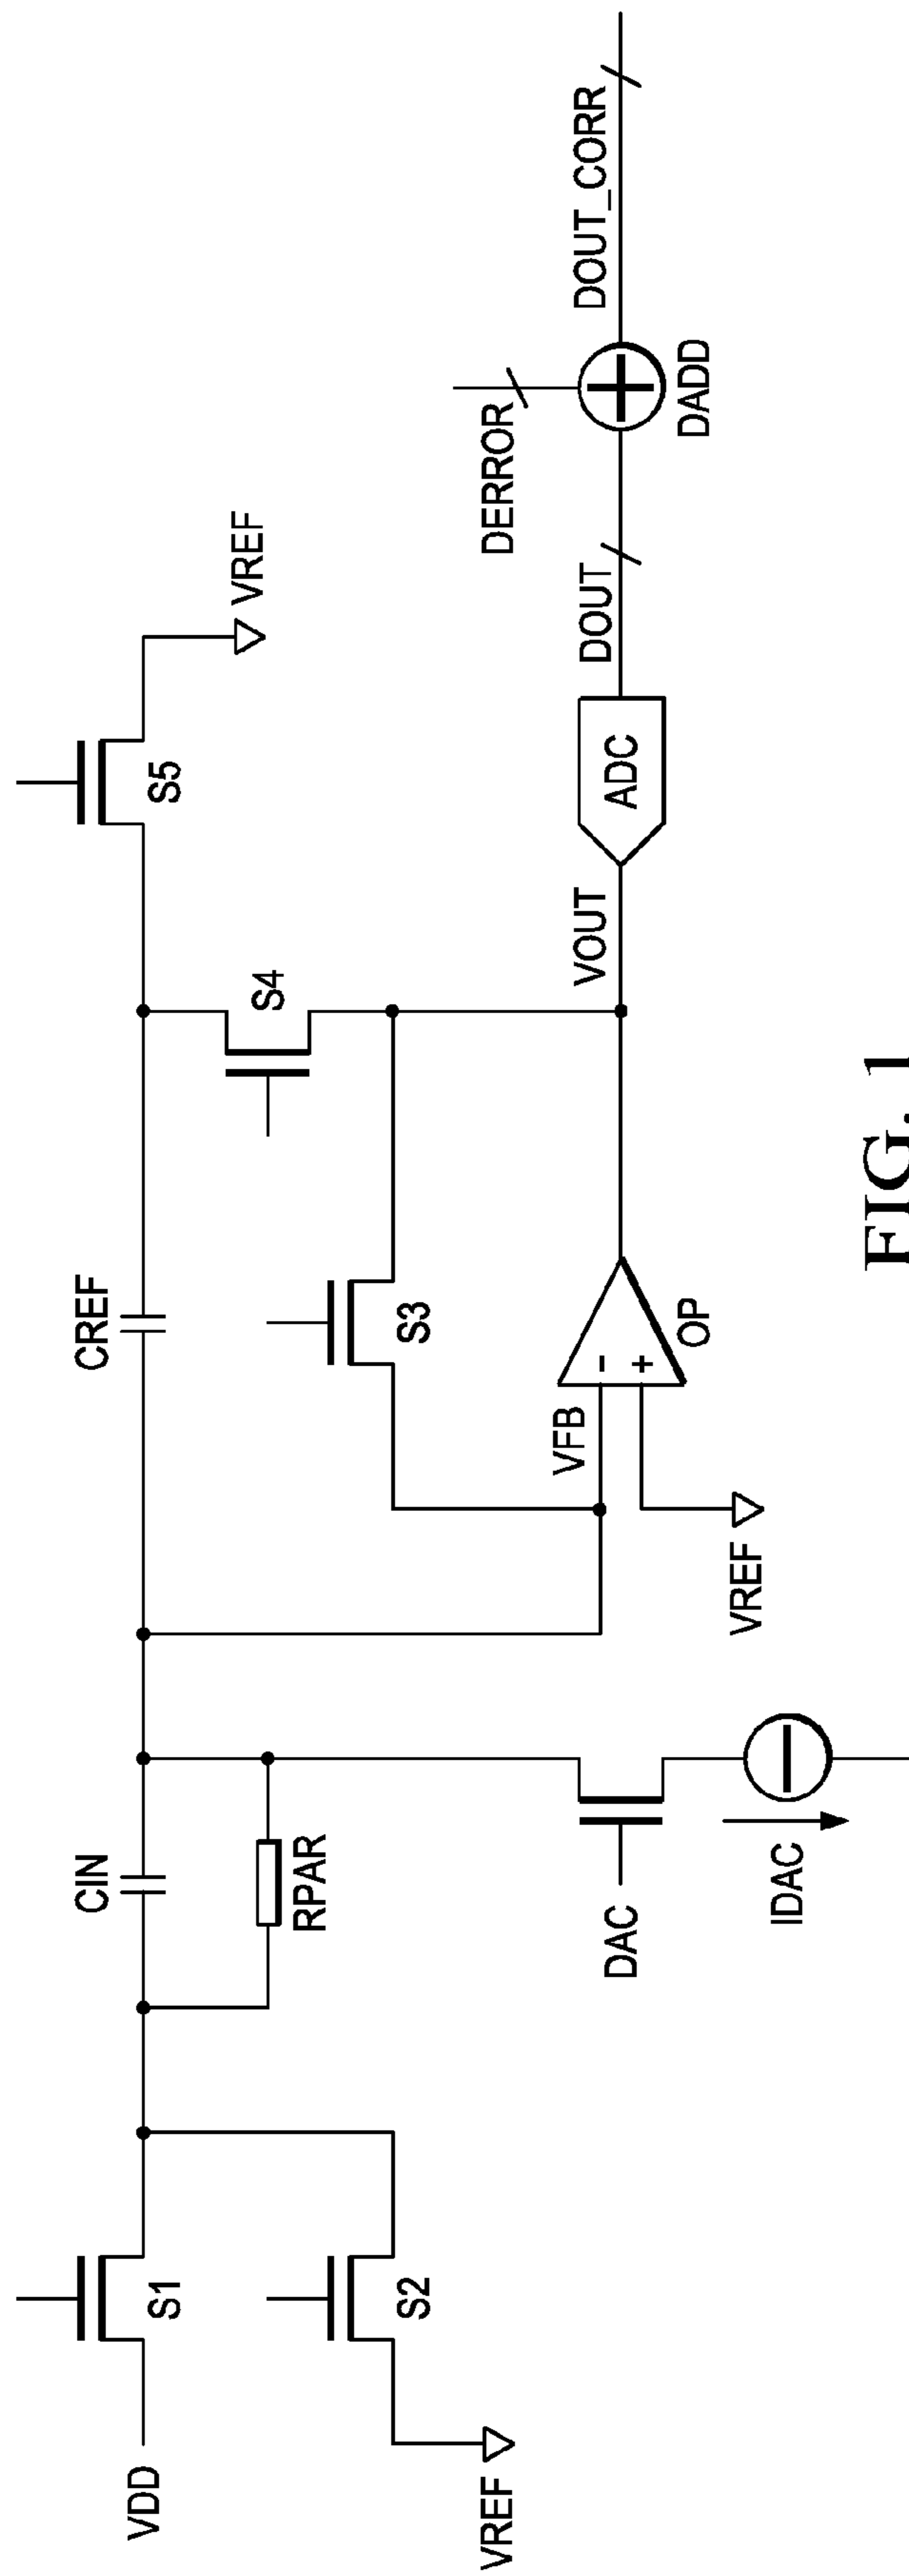 CREF
S5
VREF
CIN
S4
RPAR
S1
S3
S2
VDD
DERROR
VFB
VOUT
DOUT
DOUT_CORR
-
+
ADC
DAC
OP
DADD
VREF
VREF
IDAC
FIG. 1